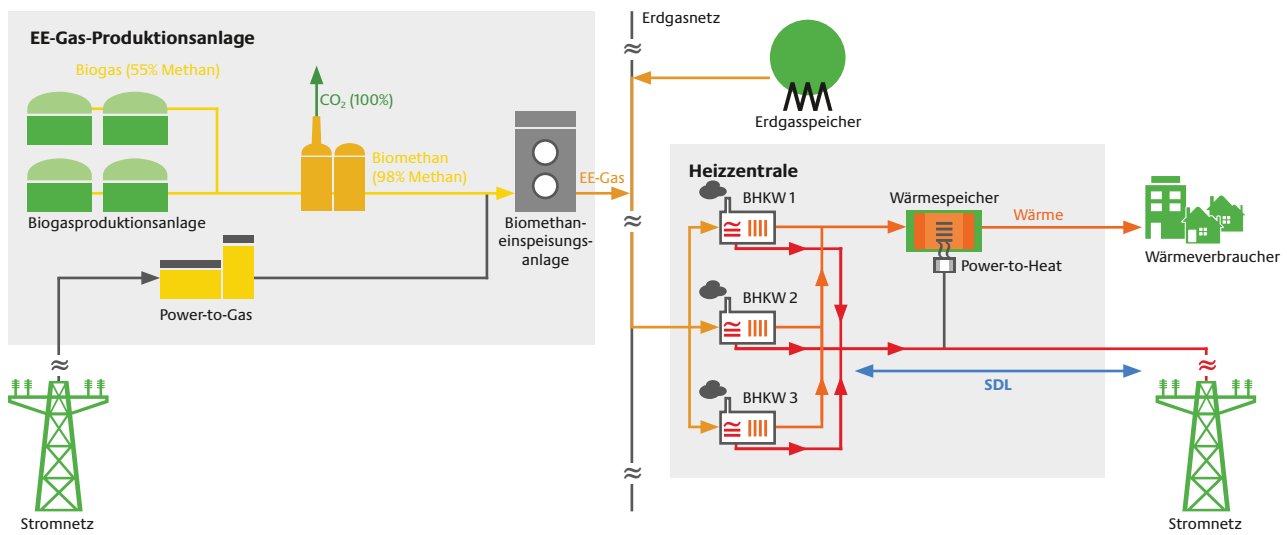 EE-Gas-Produktionsanlage
Biogas (55% Methan)
CO₂ (100%)
Biomethan
(98% Methan)
Biogasproduktionsanlage
Power-to-Gas
Biomethan-
einspeisungs-
anlage
EE-Gas
Stromnetz
Erdgasnetz
Erdgasspeicher
Heizzentrale
BHKW 1
Wärmespeicher
Wärme
Power-to-Heat
Wärmeverbraucher
BHKW 2
SDL
BHKW 3
Stromnetz